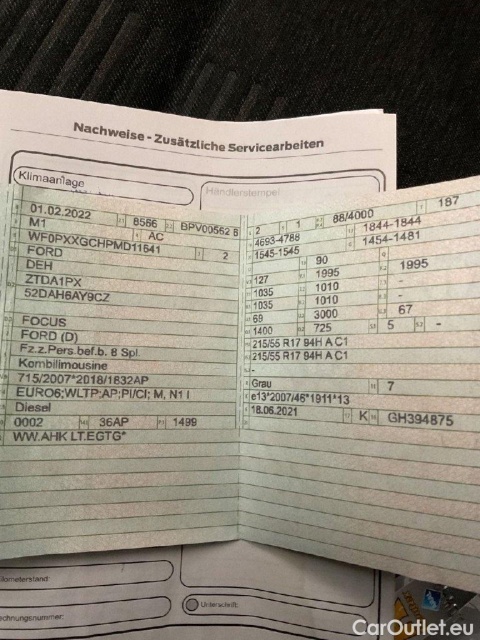 Nachweise - Zusätzliche Servicearbeiten
Klimaanlage
Händlerstempel
01.02.2022 8566 BPV00562 8
M1 AC
WF0PXXGCHPMD11641 2
FORD
DEH
ZTDA1PX
52DAH6AY9CZ
FOCUS
FORD (D)
Fz.z.Pers.bef.b. 8 Spl.
Kombilimousine
715/2007*2018/1832AP
EURO6;WLTP;AP;PI/CI; M, N1 I
Diesel
0002 36AP 1499
WW.AHK LT.EGTG*
2 1 88/4000 187
4693-4788 1844-1844
1545-1545 1454-1481
90
127 1995 1995
1035 1010 -
1035 1010 -
69 3000 67
1400 725 5 -
215/55 R17 94H A C1
215/55 R17 94H A C1
-
Grau 7
e13*2007/46*1911*13
18.06.2021 K GH394875
Unterschrift:
CarOutlet.eu